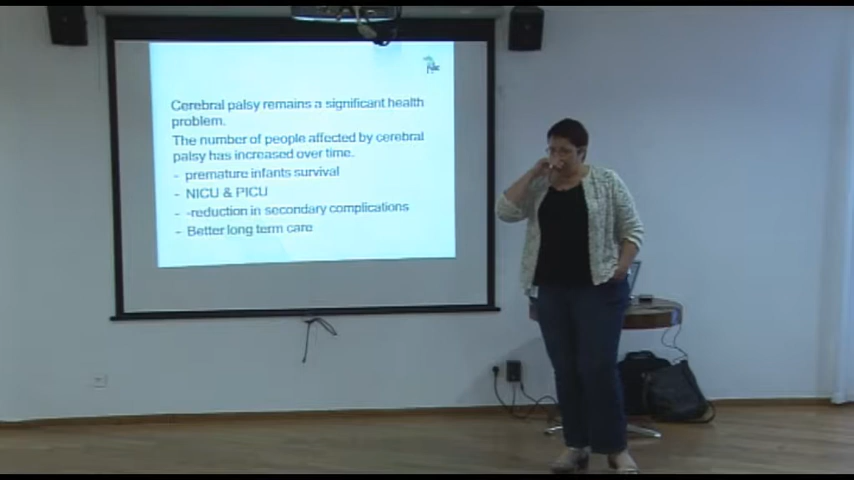 Cerebral palsy remains a significant health
problem.
The number of people affected by cerebral
palsy has increased over time.
- premature infants survival
- NICU & PICU
- -reduction in secondary complications
- Better long term care